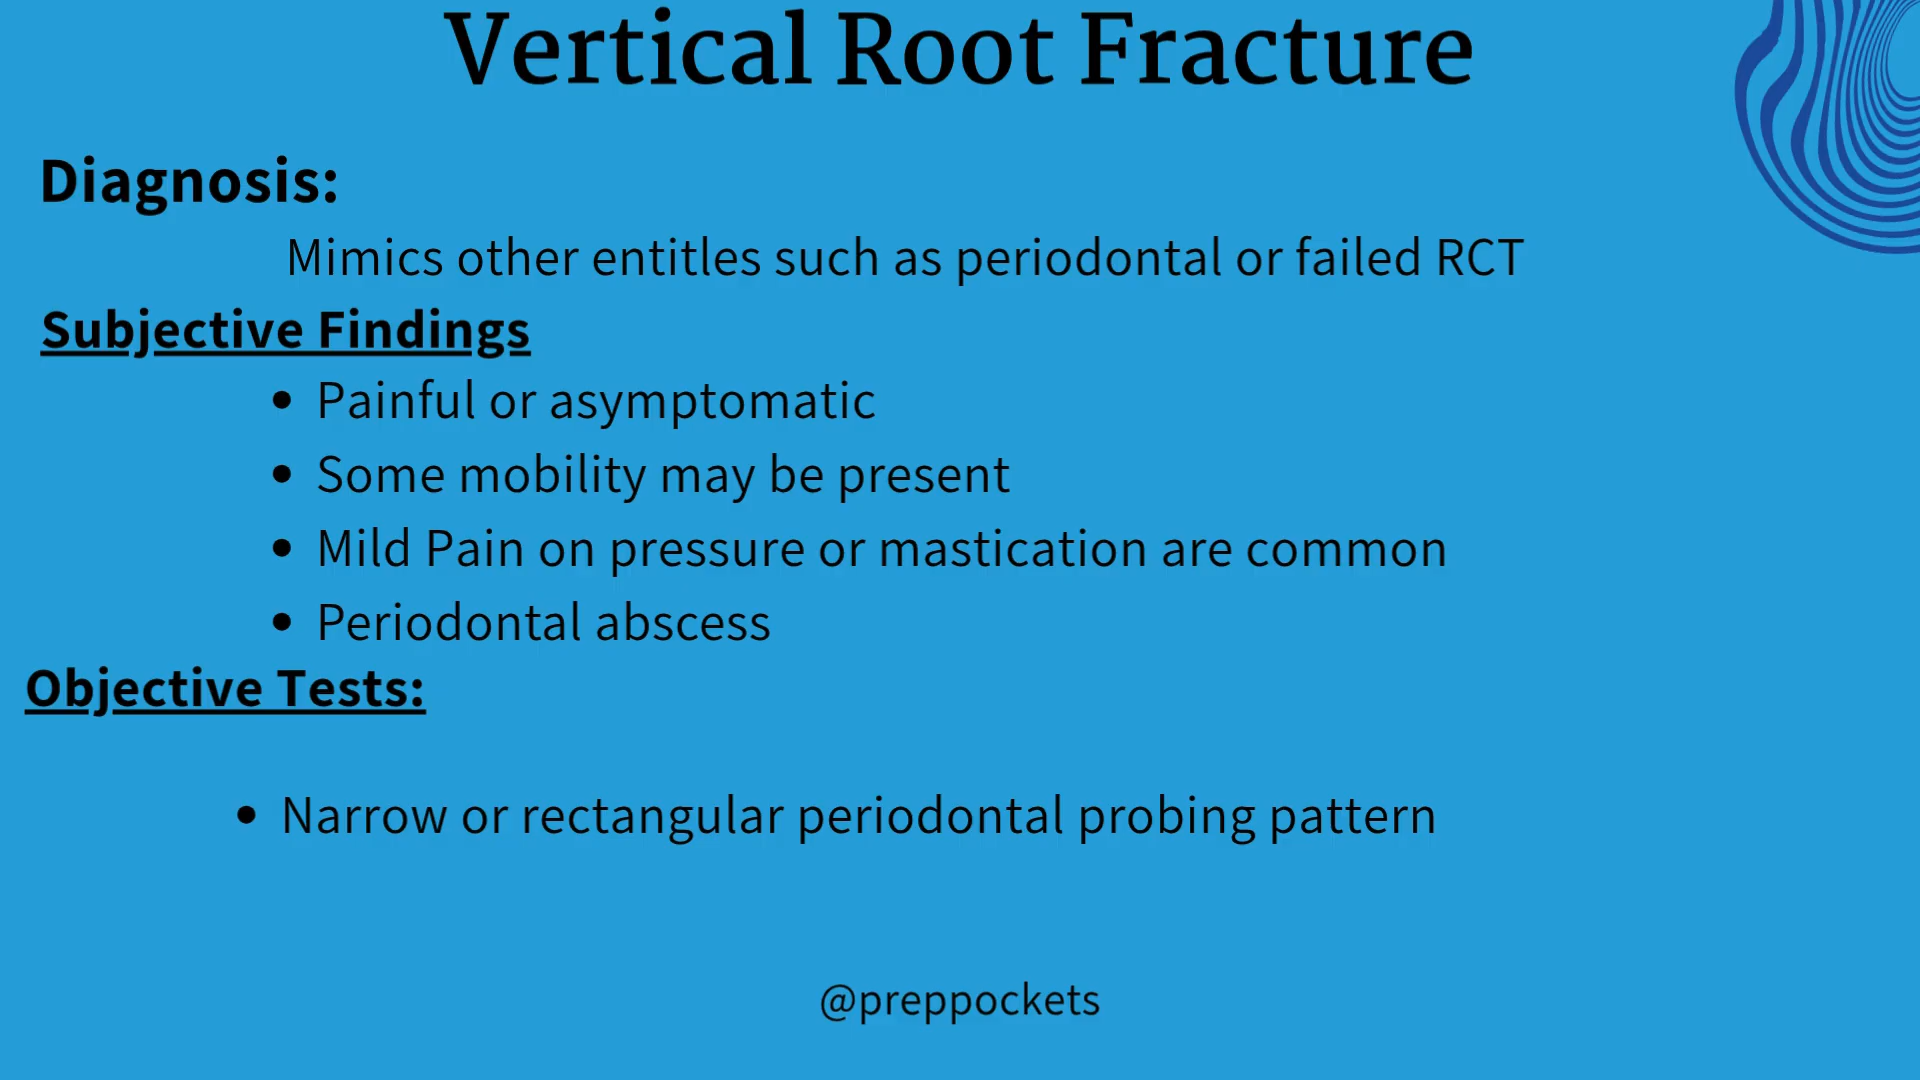 Vertical Root Fracture
Diagnosis:
Mimics other entitles such as periodontal or failed RCT
Subjective Findings
• Painful or asymptomatic
• Some mobility may be present
• Mild Pain on pressure or mastication are common
• Periodontal abscess
Objective Tests:
• Narrow or rectangular periodontal probing pattern
@preppockets